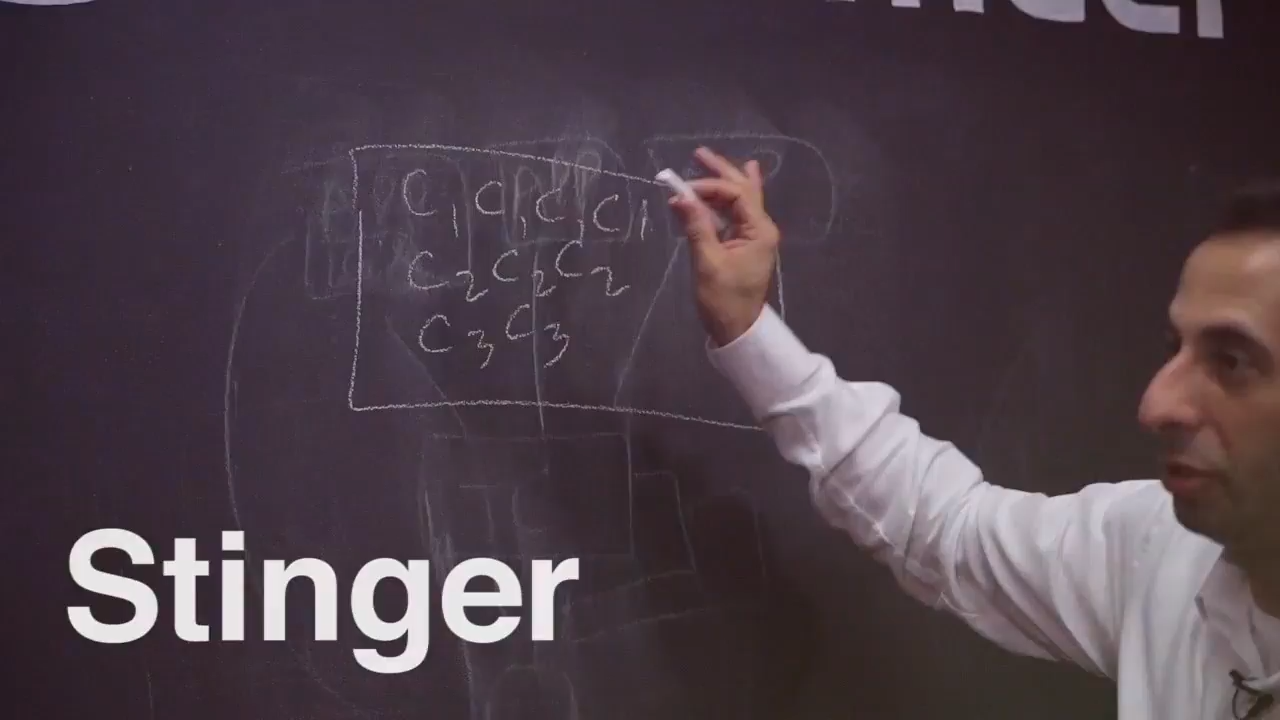 C₁ C₁ C₁ C₁
C₂ C₂ C₂
C₃ C₃
Stinger